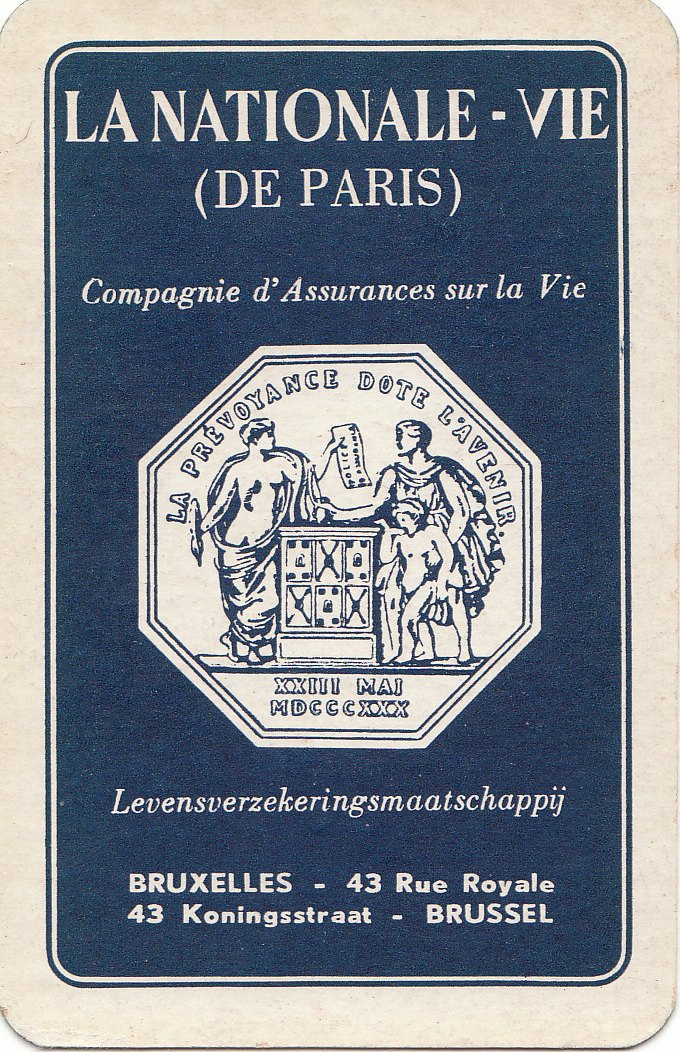 LA NATIONALE - VIE
(DE PARIS)
Compagnie d'Assurances sur la Vie
LA PRÉVOYANCE DOTE L'AVENIR
POLICE
XXIII MAI
MDCCCXXX
Levensverzekeringsmaatschappij
BRUXELLES - 43 Rue Royale
43 Koningsstraat - BRUSSEL